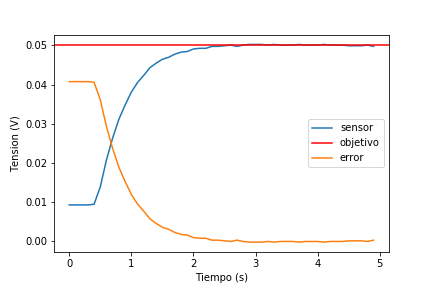 0.05
0.04
0.03
0.02
0.01
0.00
Tension (V)
sensor
objetivo
error
0 1 2 3 4 5
Tiempo (s)